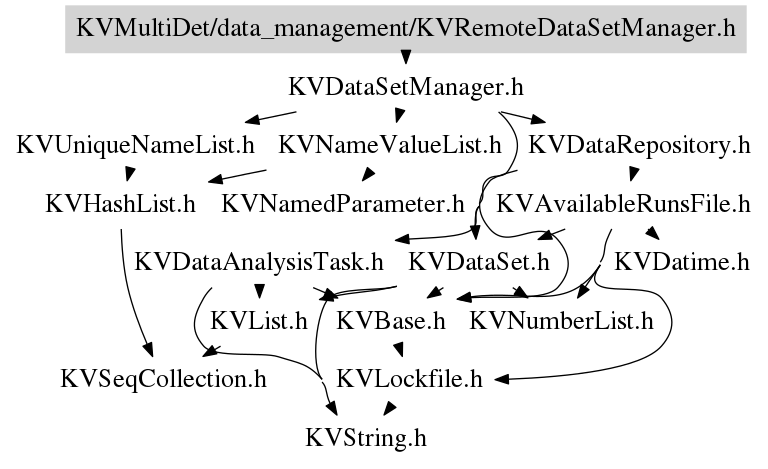 KVMultiDet/data_management/KVRemoteDataSetManager.h
KVDataSetManager.h
KVUniqueNameList.h KVNameValueList.h KVDataRepository.h
KVHashList.h KVNamedParameter.h KVAvailableRunsFile.h
KVDataAnalysisTask.h KVDataSet.h KVDatime.h
KVList.h KVBase.h KVNumberList.h
KVSeqCollection.h KVLockfile.h
KVString.h